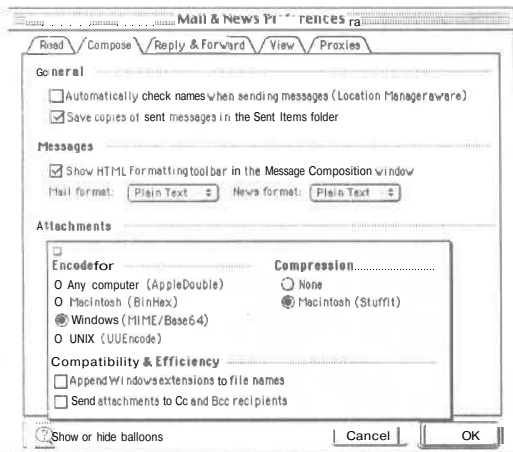 Mail & News Preferences
Read Compose Reply & Forward View Proxies
General
Automatically check names when sending messages (Location Manager aware)
Save copies of sent messages in the Sent Items folder
Messages
Show HTML Formatting toolbar in the Message Composition window
Mail format: Plain Text News format: Plain Text
Attachments
Encode for Compression
Any computer (AppleDouble) None
Macintosh (BinHex) Macintosh (StuffIt)
Windows (MIME/Base64)
UNIX (UUEncode)
Compatibility & Efficiency
Append Windows extensions to file names
Send attachments to Cc and Bcc recipients
Show or hide balloons Cancel OK